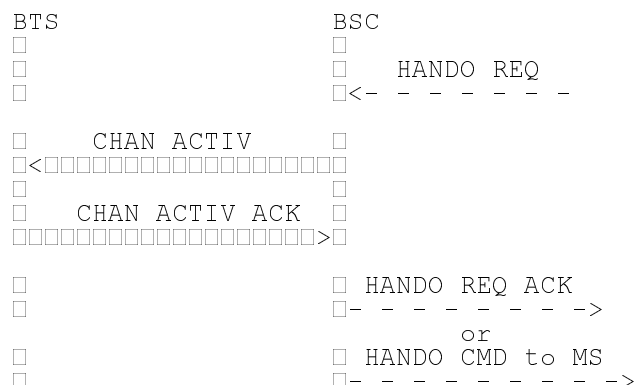 BTS BSC
HANDO REQ
<- - - - - - -
CHAN ACTIV
<
CHAN ACTIV ACK
>
HANDO REQ ACK
- - - - - - - ->
or
HANDO CMD to MS
- - - - - - - - ->